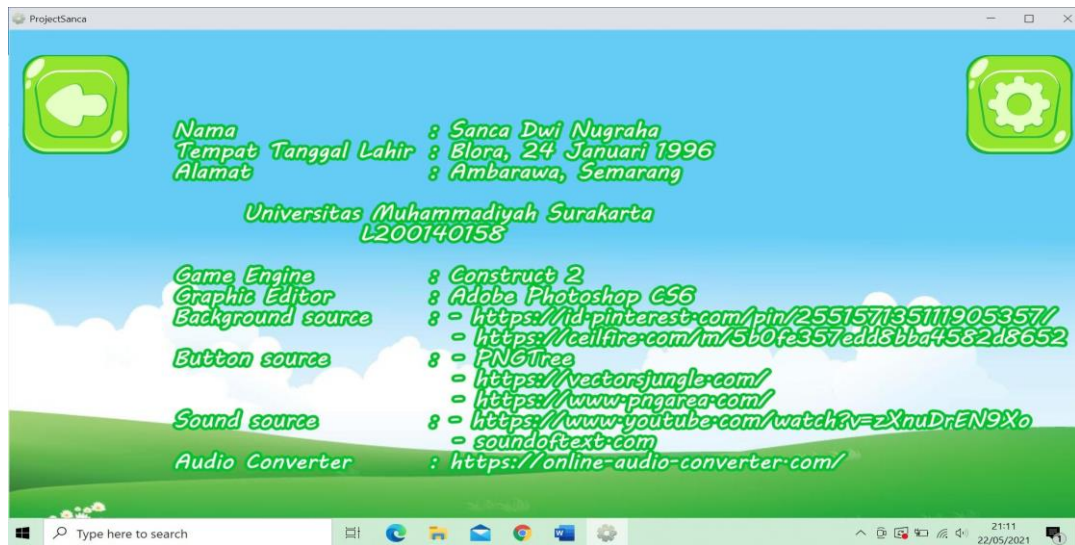 ProjectSanca
Nama : Sanca Dwi Nugraha
Tempat Tanggal Lahir : Blora, 24 Januari 1996
Alamat : Ambarawa, Semarang
Universitas Muhammadiyah Surakarta
L200140158
Game Engine : Construct 2
Graphic Editor : Adobe Photoshop CS6
Background source : - https://id.pinterest.com/pin/255157135111905357/
- https://ceilfire.com/m/5b0fe357edd8bba4582d8652
Button source : - PNGTree
- https://vectorsjungle.com/
- https://www.pngarea.com/
Sound source : - https://www.youtube.com/watch?v=zXnuDrEN9Xo
- soundoftext.com
Audio Converter : https://online-audio-converter.com/
Type here to search
21:11
22/05/2021